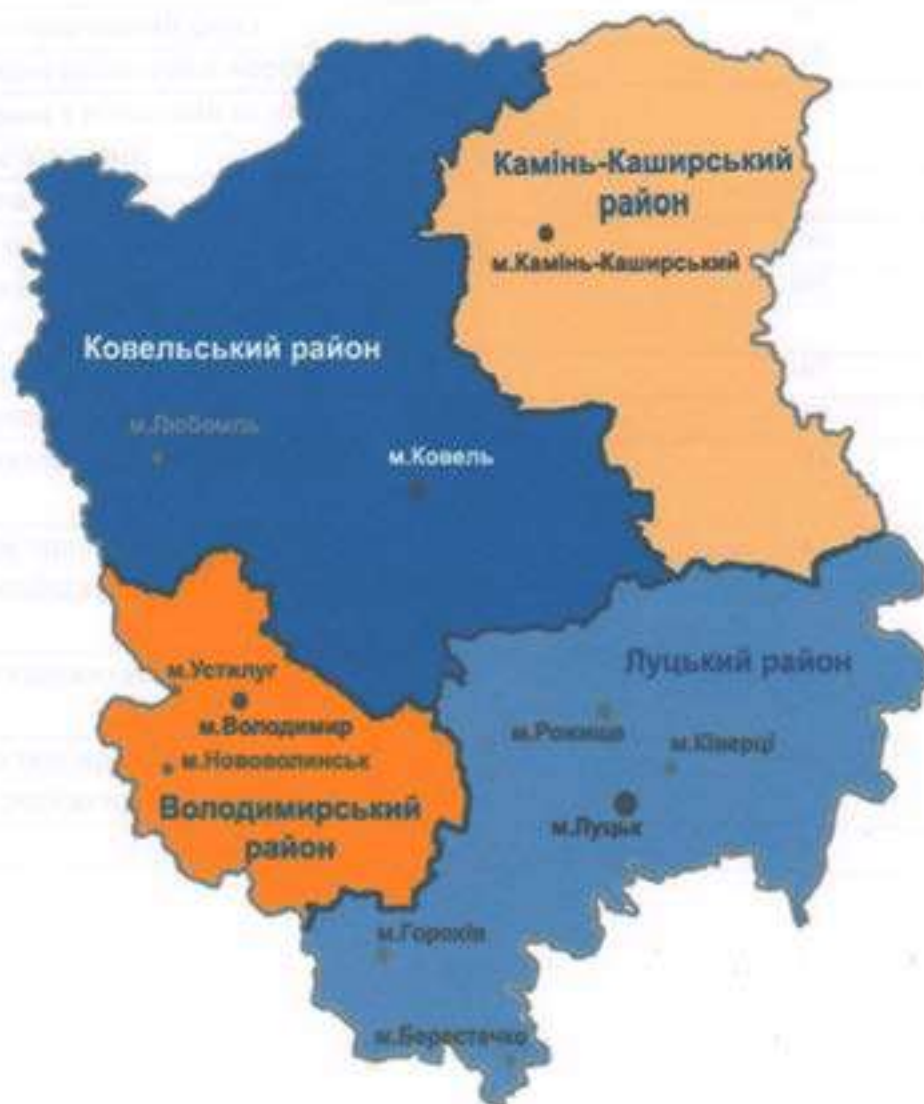 Камінь-Каширський
район
м.Камінь-Каширський
Ковельський район
м.Любомль
м.Ковель
м.Устилуг
м.Володимир
м.Нововолинськ
Володимирський
район
Луцький район
м.Рожище
м.Ківерці
м.Луцьк
м.Горохів
м.Берестечко